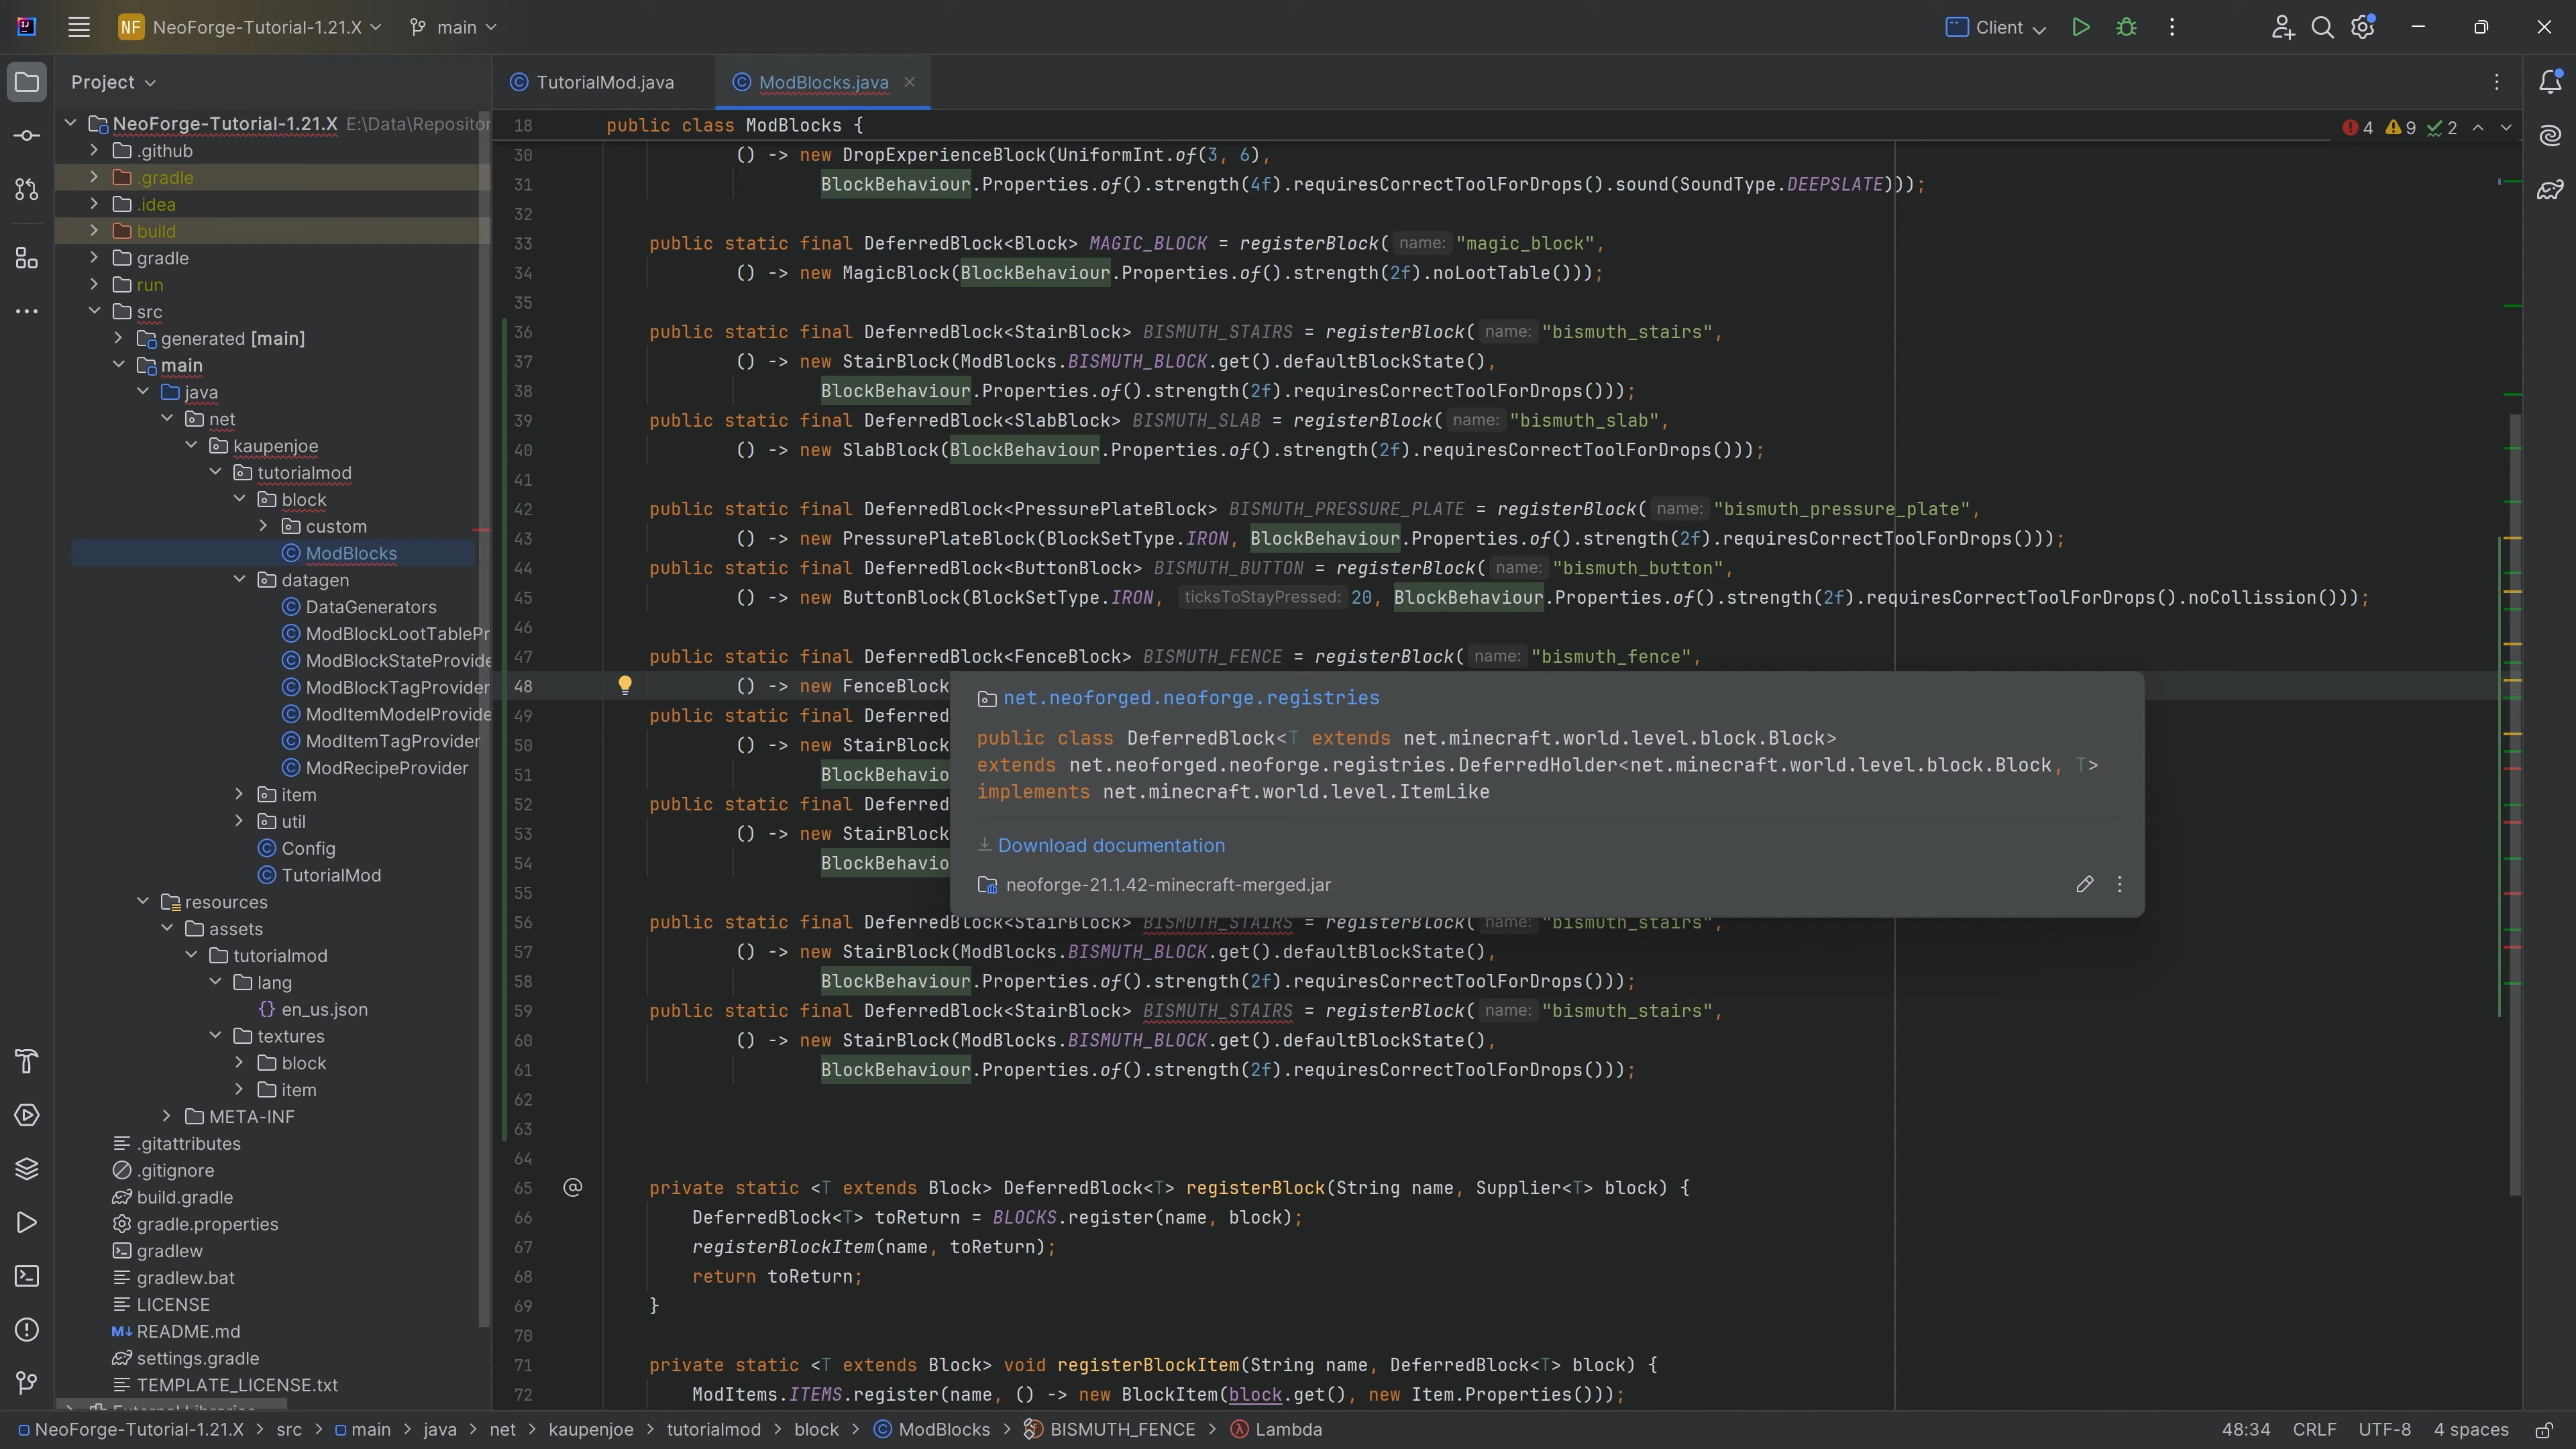 NF NeoForge-Tutorial-1.21.X main Client
Project
TutorialMod.java ModBlocks.java
NeoForge-Tutorial-1.21.X E:\Data\Repositor
.github
.gradle
.idea
build
gradle
run
src
generated [main]
main
java
net
kaupenjoe
tutorialmod
block
custom
ModBlocks
datagen
DataGenerators
ModBlockLootTablePr
ModBlockStateProvide
ModBlockTagProvider
ModItemModelProvide
ModItemTagProvider
ModRecipeProvider
item
util
Config
TutorialMod
resources
assets
tutorialmod
lang
en_us.json
textures
block
item
META-INF
.gitattributes
.gitignore
build.gradle
gradle.properties
gradlew
gradlew.bat
LICENSE
README.md
settings.gradle
TEMPLATE_LICENSE.txt
4 9 2
18 public class ModBlocks {
30 () -> new DropExperienceBlock(UniformInt.of(3, 6),
31 BlockBehaviour.Properties.of().strength(4f).requiresCorrectToolForDrops().sound(SoundType.DEEPSLATE)));
32
33 public static final DeferredBlock<Block> MAGIC_BLOCK = registerBlock( name: "magic_block",
34 () -> new MagicBlock(BlockBehaviour.Properties.of().strength(2f).noLootTable()));
35
36 public static final DeferredBlock<StairBlock> BISMUTH_STAIRS = registerBlock( name: "bismuth_stairs",
37 () -> new StairBlock(ModBlocks.BISMUTH_BLOCK.get().defaultBlockState(),
38 BlockBehaviour.Properties.of().strength(2f).requiresCorrectToolForDrops()));
39 public static final DeferredBlock<SlabBlock> BISMUTH_SLAB = registerBlock( name: "bismuth_slab",
40 () -> new SlabBlock(BlockBehaviour.Properties.of().strength(2f).requiresCorrectToolForDrops()));
41
42 public static final DeferredBlock<PressurePlateBlock> BISMUTH_PRESSURE_PLATE = registerBlock( name: "bismuth_pressure_plate",
43 () -> new PressurePlateBlock(BlockSetType.IRON, BlockBehaviour.Properties.of().strength(2f).requiresCorrectToolForDrops()));
44 public static final DeferredBlock<ButtonBlock> BISMUTH_BUTTON = registerBlock( name: "bismuth_button",
45 () -> new ButtonBlock(BlockSetType.IRON, ticksToStayPressed: 20, BlockBehaviour.Properties.of().strength(2f).requiresCorrectToolForDrops().noCollission()));
46
47 public static final DeferredBlock<FenceBlock> BISMUTH_FENCE = registerBlock( name: "bismuth_fence",
48 () -> new FenceBlock
49 public static final Deferred
50 () -> new StairBlock
51 BlockBehavio
52 public static final Deferred
53 () -> new StairBlock
54 BlockBehavio
55
net.neoforged.neoforge.registries
public class DeferredBlock<T extends net.minecraft.world.level.block.Block>
extends net.neoforged.neoforge.registries.DeferredHolder<net.minecraft.world.level.block.Block, T>
implements net.minecraft.world.level.ItemLike
Download documentation
neoforge-21.1.42-minecraft-merged.jar
56 public static final DeferredBlock<StairBlock> BISMUTH_STAIRS = registerBlock( name: "bismuth_stairs",
57 () -> new StairBlock(ModBlocks.BISMUTH_BLOCK.get().defaultBlockState(),
58 BlockBehaviour.Properties.of().strength(2f).requiresCorrectToolForDrops()));
59 public static final DeferredBlock<StairBlock> BISMUTH_STAIRS = registerBlock( name: "bismuth_stairs",
60 () -> new StairBlock(ModBlocks.BISMUTH_BLOCK.get().defaultBlockState(),
61 BlockBehaviour.Properties.of().strength(2f).requiresCorrectToolForDrops()));
62
63
64
65 private static <T extends Block> DeferredBlock<T> registerBlock(String name, Supplier<T> block) {
66 DeferredBlock<T> toReturn = BLOCKS.register(name, block);
67 registerBlockItem(name, toReturn);
68 return toReturn;
69 }
70
71 private static <T extends Block> void registerBlockItem(String name, DeferredBlock<T> block) {
72 ModItems.ITEMS.register(name, () -> new BlockItem(block.get(), new Item.Properties()));
NeoForge-Tutorial-1.21.X > src > main > java > net > kaupenjoe > tutorialmod > block > ModBlocks > BISMUTH_FENCE > Lambda
48:34 CRLF UTF-8 4 spaces